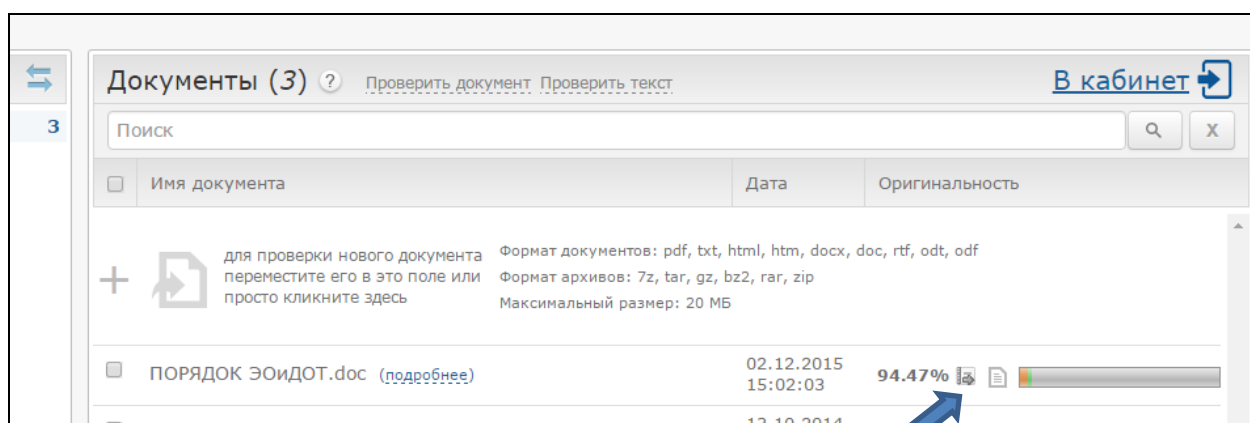 Документы (3) ? Проверить документ Проверить текст В кабинет
3
Поиск X
Имя документа Дата Оригинальность
для проверки нового документа
переместите его в это поле или
просто кликните здесь
Формат документов: pdf, txt, html, htm, docx, doc, rtf, odt, odf
Формат архивов: 7z, tar, gz, bz2, rar, zip
Максимальный размер: 20 МБ
ПОРЯДОК ЭОиДОТ.doc (подробнее) 02.12.2015 94.47%
15:02:03